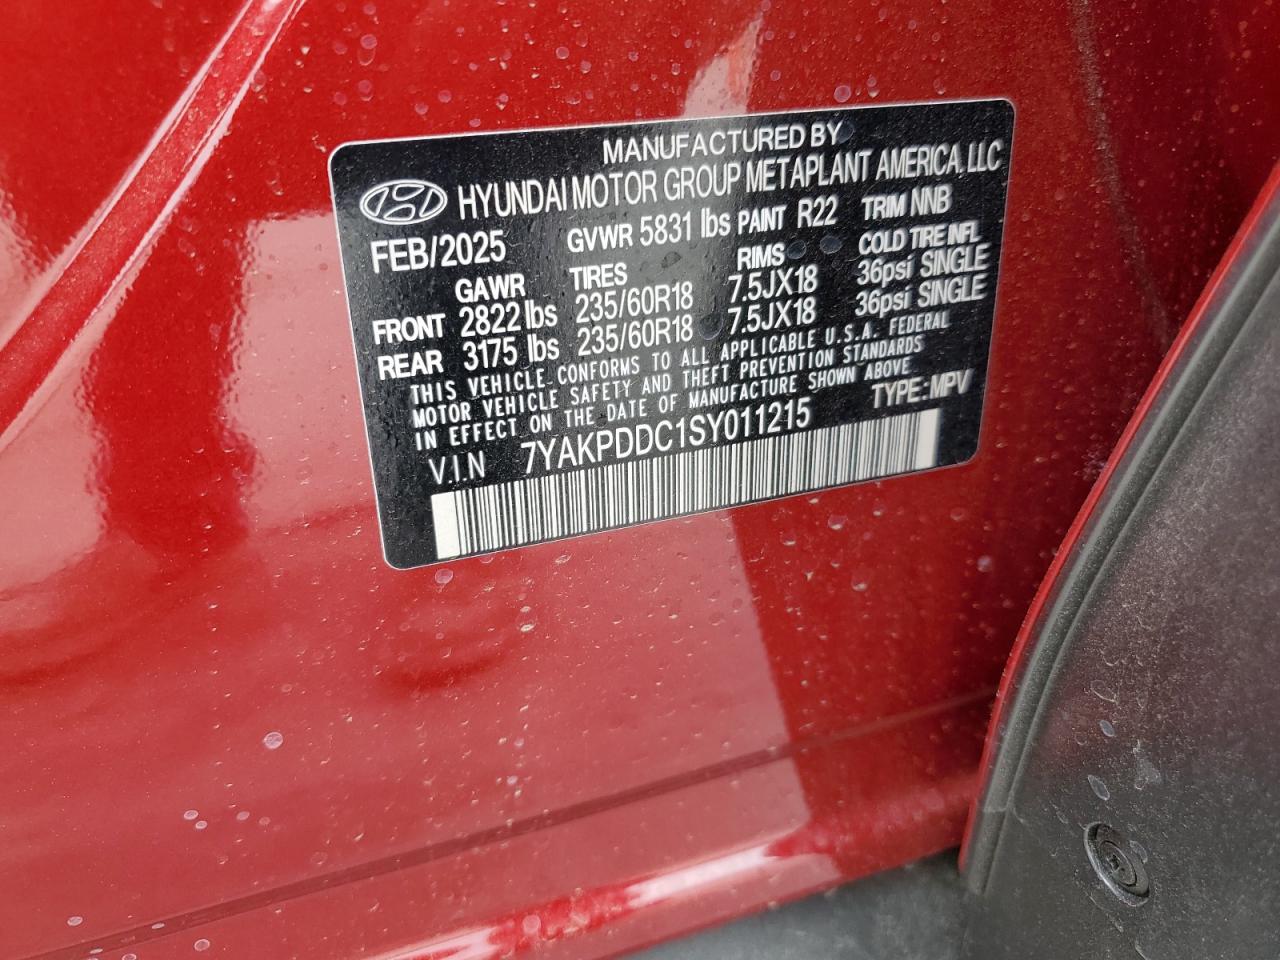 MANUFACTURED BY
HYUNDAI MOTOR GROUP METAPLANT AMERICA, LLC
FEB/2025 GVWR 5831 lbs PAINT R22 TRIM NNB
GAWR TIRES RIMS COLD TIRE INFL
FRONT 2822 lbs 235/60R18 7.5JX18 36psi SINGLE
REAR 3175 lbs 235/60R18 7.5JX18 36psi SINGLE
THIS VEHICLE CONFORMS TO ALL APPLICABLE U.S.A. FEDERAL
MOTOR VEHICLE SAFETY AND THEFT PREVENTION STANDARDS
IN EFFECT ON THE DATE OF MANUFACTURE SHOWN ABOVE
V.I.N 7YAKPDDC1SY011215 TYPE: MPV